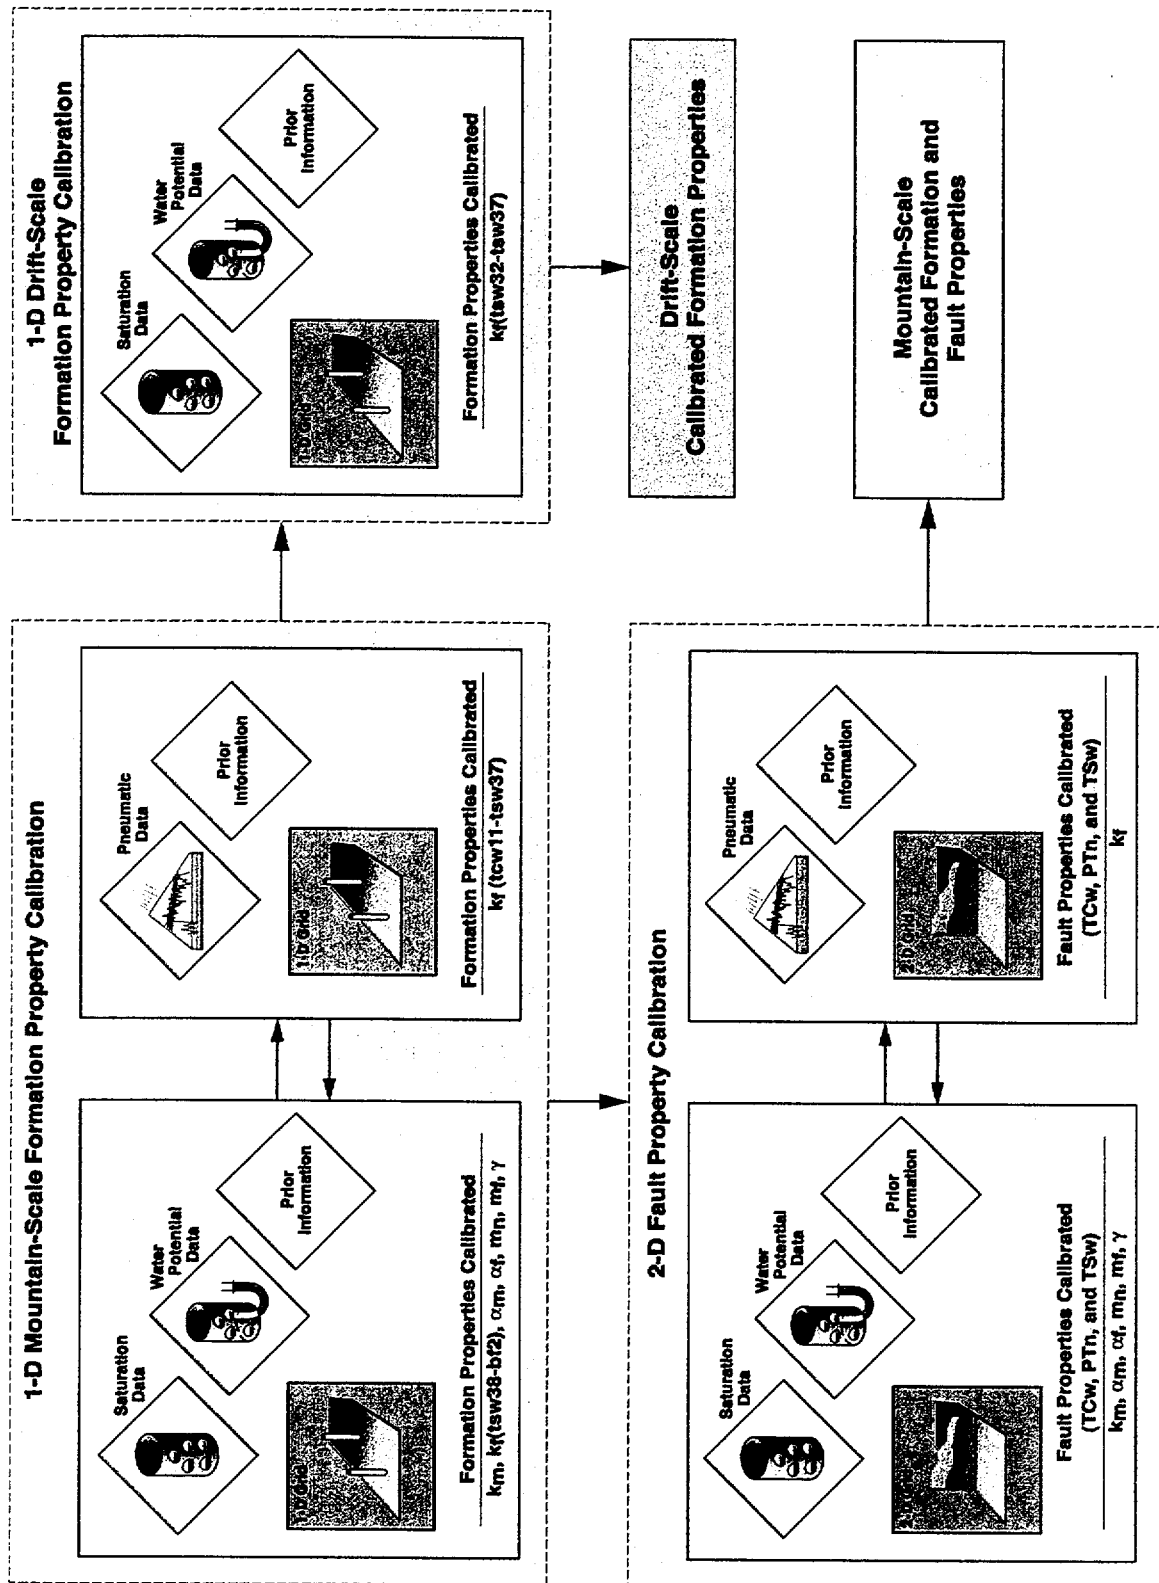 1-D Mountain-Scale Formation Property Calibration
Saturation
Data
Water
Potential
Data
Prior
Information
1-D Grid
Formation Properties Calibrated
km, kf(tsw38-bf2), αm, αf, mm, mf, γ
Pneumatic
Data
Prior
Information
1-D Grid
Formation Properties Calibrated
kf (tcw11-tsw37)
1-D Drift-Scale
Formation Property Calibration
Saturation
Data
Water
Potential
Data
Prior
Information
1-D Grid
Formation Properties Calibrated
kf(tsw32-tsw37)
2-D Fault Property Calibration
Saturation
Data
Water
Potential
Data
Prior
Information
2-D Grid
Fault Properties Calibrated
(TCw, PTn, and TSw)
km, αm, αf, mm, mf, γ
Pneumatic
Data
Prior
Information
2-D Grid
Fault Properties Calibrated
(TCw, PTn, and TSw)
kf
Drift-Scale
Calibrated Formation Properties
Mountain-Scale
Calibrated Formation and
Fault Properties